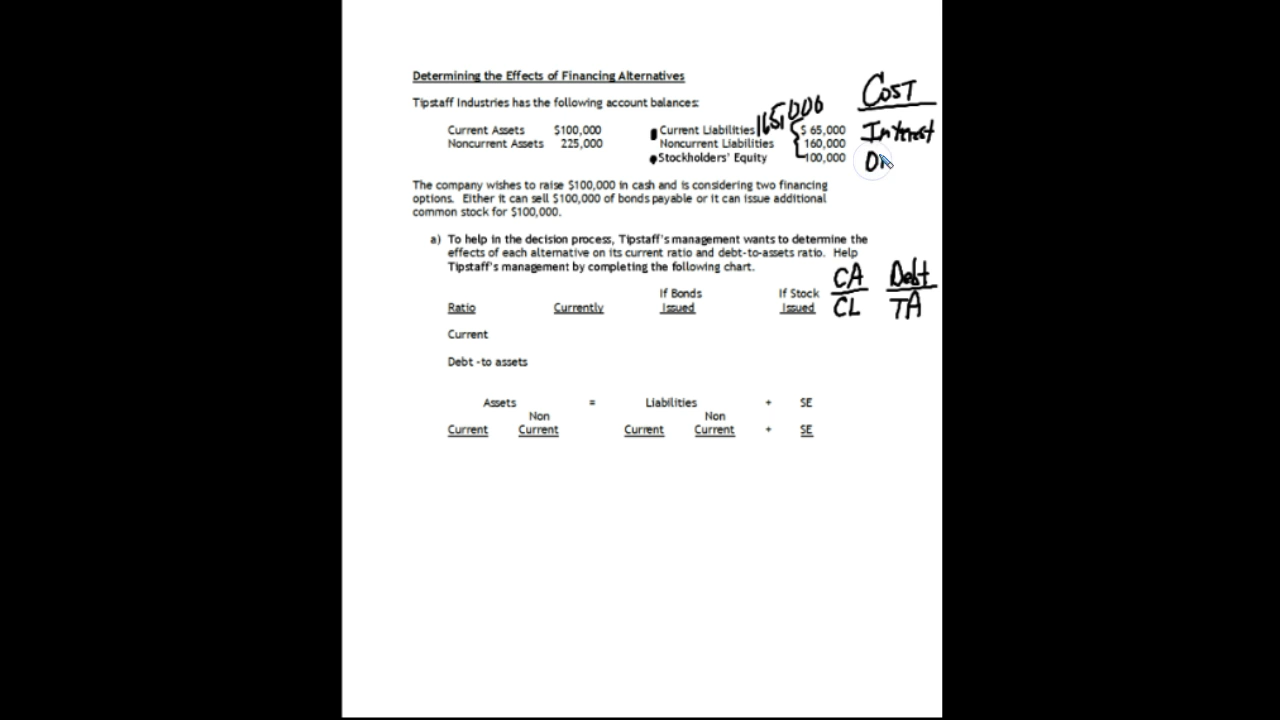 Determining the Effects of Financing Alternatives
Tipstaff Industries has the following account balances:
165,000
COST
Current Assets $100,000 Current Liabilities $ 65,000 Interest
Noncurrent Assets 225,000 Noncurrent Liabilities 160,000
Stockholders' Equity 100,000
The company wishes to raise $100,000 in cash and is considering two financing
options. Either it can sell $100,000 of bonds payable or it can issue additional
common stock for $100,000.
a) To help in the decision process, Tipstaff's management wants to determine the
effects of each alternative on its current ratio and debt-to-assets ratio. Help
Tipstaff's management by completing the following chart.
CA Debt
CL TA
If Bonds If Stock
Ratio Currently Issued Issued
Current
Debt -to assets
Assets = Liabilities + SE
Non Non
Current Current Current Current + SE